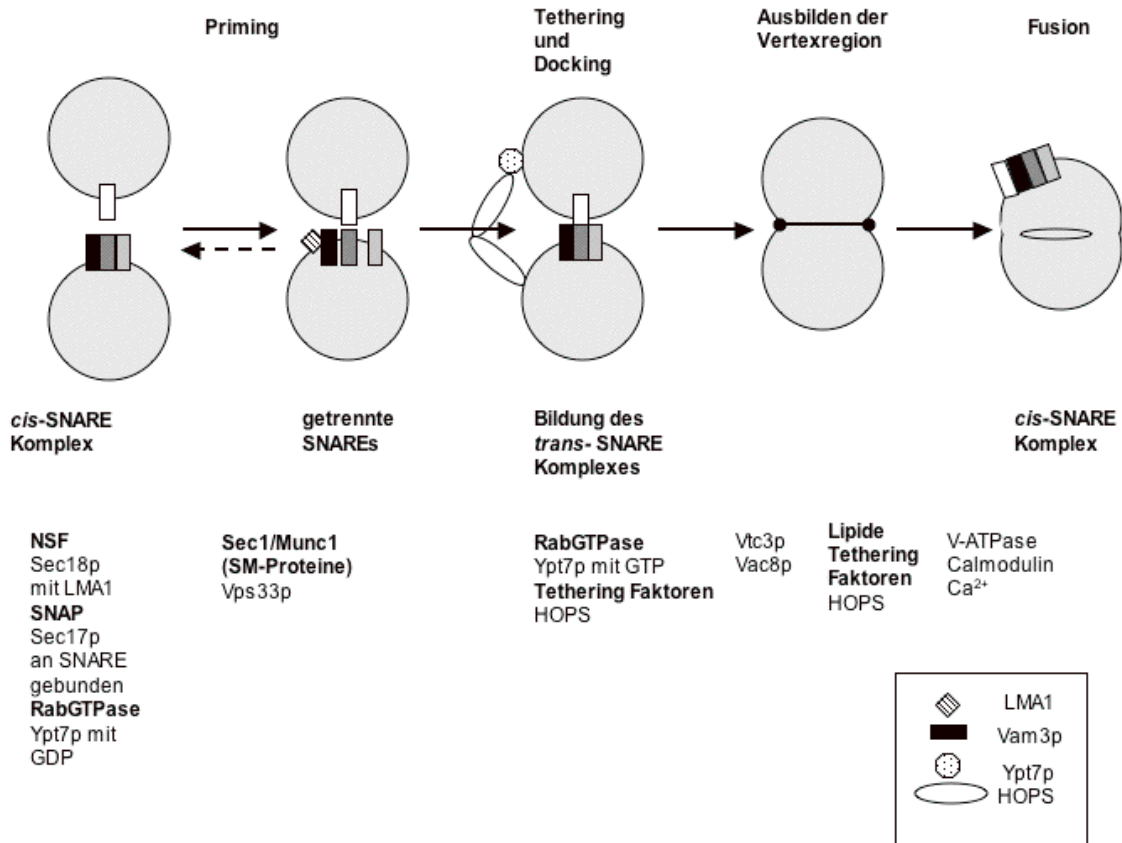 Priming
Tethering
und
Docking
Ausbilden der
Vertexregion
Fusion
cis-SNARE
Komplex
getrennte
SNAREs
Bildung des
trans- SNARE
Komplexes
cis-SNARE
Komplex
NSF
Sec18p
mit LMA1
SNAP
Sec17p
an SNARE
gebunden
RabGTPase
Ypt7p mit
GDP
Sec1/Munc1
(SM-Proteine)
Vps33p
RabGTPase
Ypt7p mit GTP
Tethering Faktoren
HOPS
Vtc3p
Vac8p
Lipide
Tethering
Faktoren
HOPS
V-ATPase
Calmodulin
Ca²⁺
LMA1
Vam3p
Ypt7p
HOPS